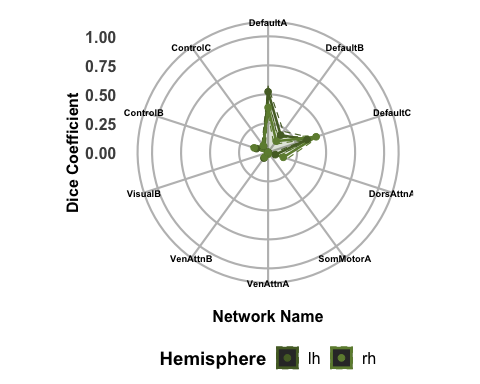 DefaultA
1.00
ControlC
DefaultB
0.75
0.50
ControlB
DefaultC
0.25
0.00
Dice Coefficient
VisualB
DorsAttnA
VenAttnB
SomMotorA
VenAttnA
Network Name
Hemisphere lh rh